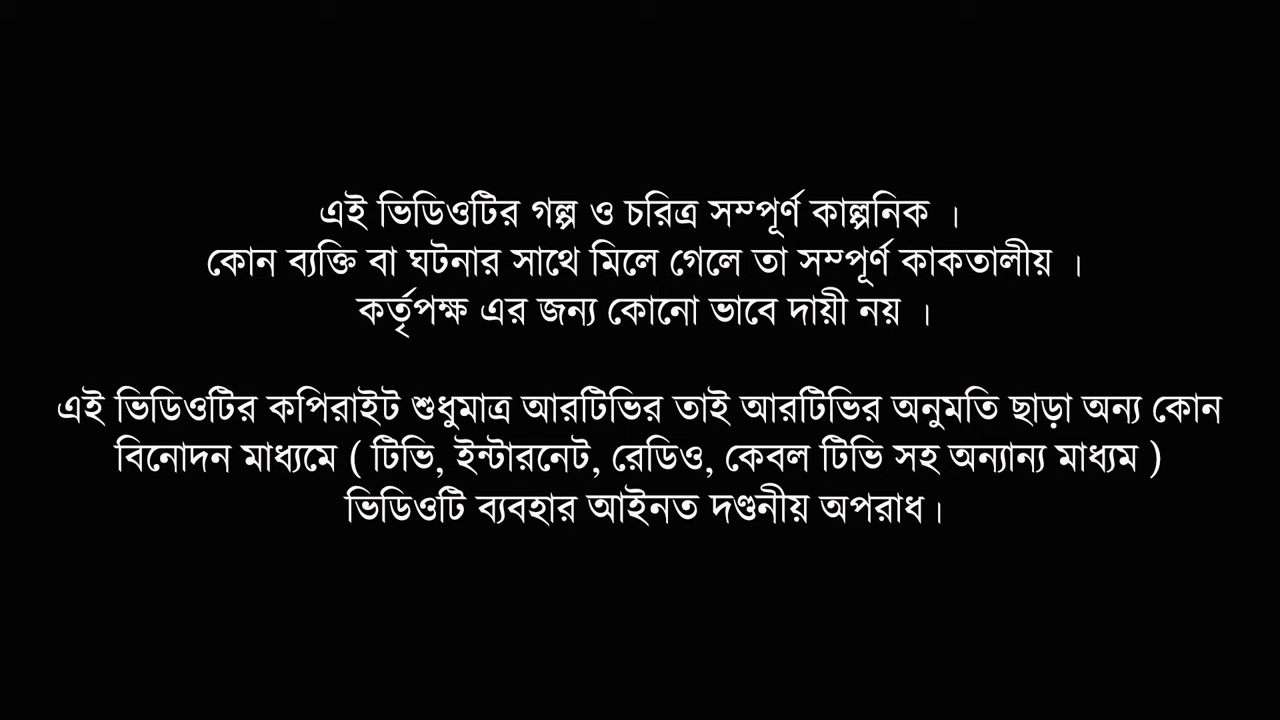 এই ভিডিওটির গল্প ও চরিত্র সম্পূর্ণ কাল্পনিক ।
কোন ব্যক্তি বা ঘটনার সাথে মিলে গেলে তা সম্পূর্ণ কাকতালীয় ।
কর্তৃপক্ষ এর জন্য কোনো ভাবে দায়ী নয় ।
এই ভিডিওটির কপিরাইট শুধুমাত্র আরটিভির তাই আরটিভির অনুমতি ছাড়া অন্য কোন
বিনোদন মাধ্যমে ( টিভি, ইন্টারনেট, রেডিও, কেবল টিভি সহ অন্যান্য মাধ্যম )
ভিডিওটি ব্যবহার আইনত দণ্ডনীয় অপরাধ।